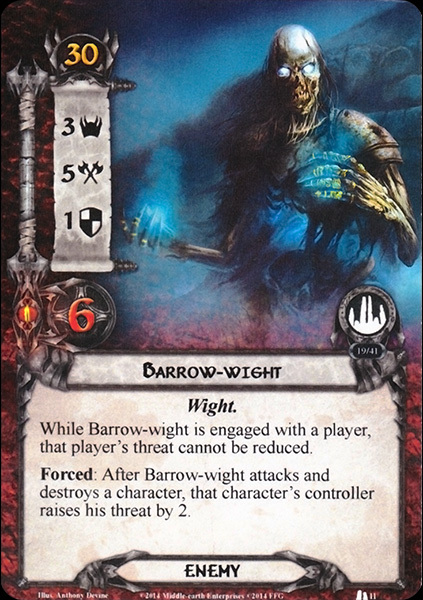 30
3
5
1
6
19/41
Barrow-wight
Wight.
While Barrow-wight is engaged with a player,
that player's threat cannot be reduced.
Forced: After Barrow-wight attacks and
destroys a character, that character's controller
raises his threat by 2.
ENEMY
Illus. Anthony Devine
©2014 Middle-earth Enterprises ©2014 FFG
11